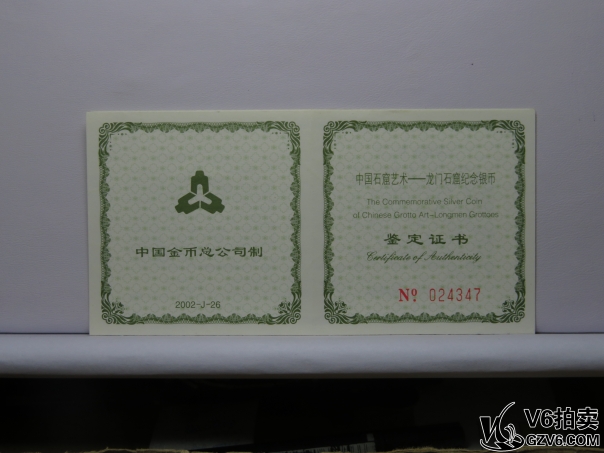 中国金币总公司制
2002-J-26
中国石窟艺术——龙门石窟纪念银币
The Commemorative Silver Coin
of Chinese Grotto Art-Longmen Grottoes
鉴定证书
Certificate of Authenticity
No 024347
V6拍卖
GZV6.COM